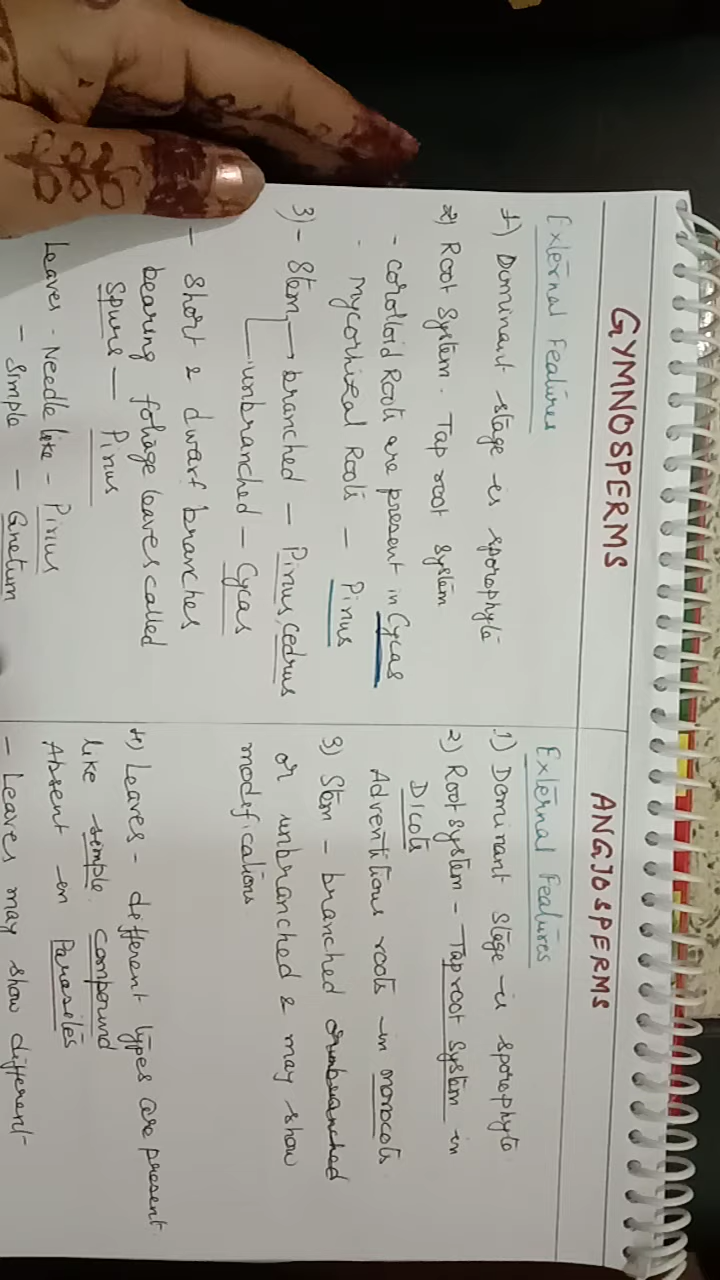 GYMNOSPERMS
External Features
1) Dominant stage is sporophyte
2) Root System. Tap root system
- corolloid Roots are present in Cycas
- Mycorhizal Roots - Pinus
3) - Stem branched - Pinus, Cedrus
unbranched - Cycas
- Short & dwarf branches
bearing foliage leaves called
Spurs - Pinus
Leaves - Needle like - Pinus
- Simple - Gnetum
ANGIOSPERMS
External Features
1) Dominant Stage is sporophyte
2) Root System - Tap root System in
Dicots
Adventitious roots in monocots.
3) Stem - branched
or unbranched & may show
modifications.
4) Leaves - different types are present.
like simple. compound
Absent in Parasites
- Leaves may show different